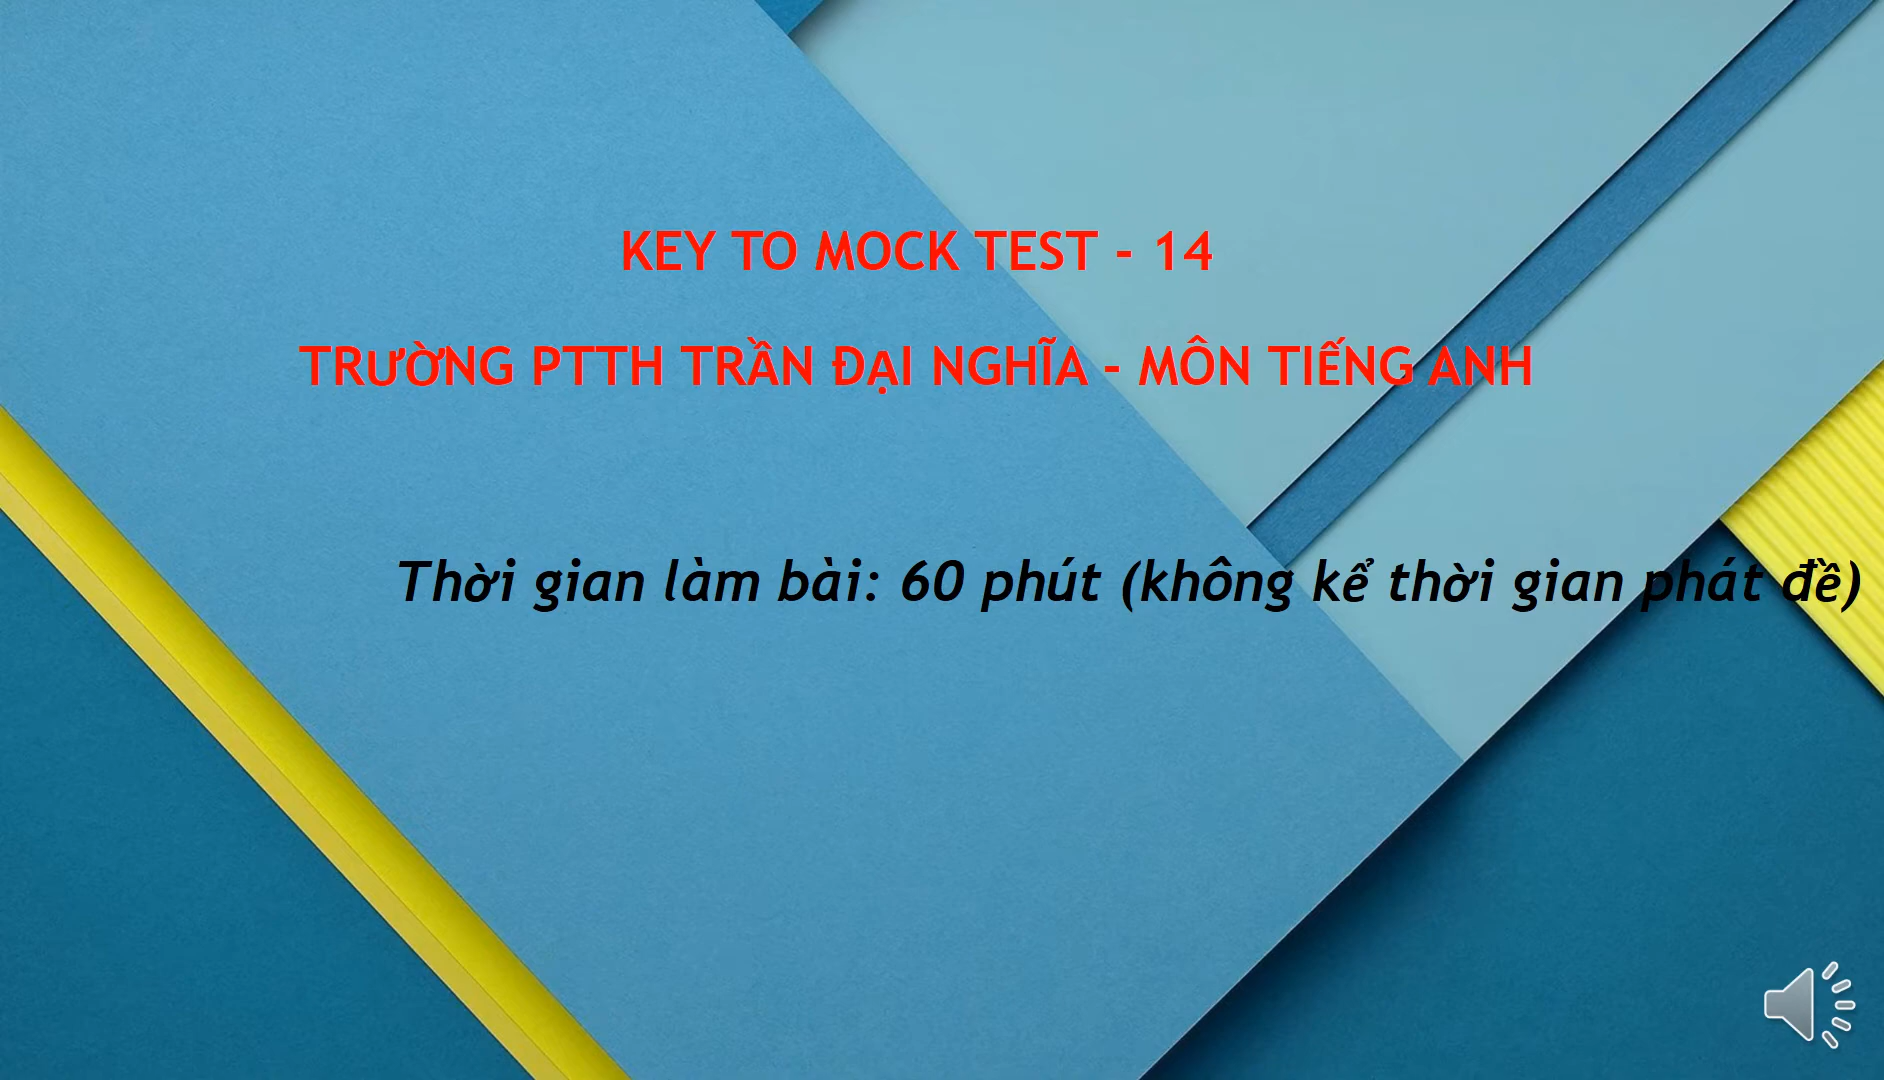 KEY TO MOCK TEST - 14
TRƯỜNG PTTH TRẦN ĐẠI NGHĨA - MÔN TIẾNG ANH
Thời gian làm bài: 60 phút (không kể thời gian phát đề)